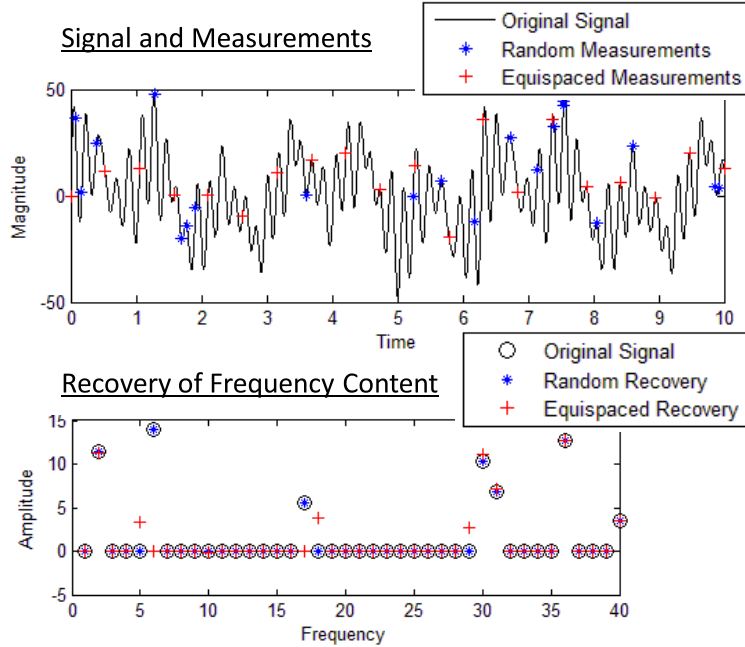 Signal and Measurements
Original Signal
Random Measurements
Equispaced Measurements
50
0
-50
Magnitude
0 1 2 3 4 5 6 7 8 9 10
Time
Recovery of Frequency Content
Original Signal
Random Recovery
Equispaced Recovery
15
10
5
0
-5
Amplitude
0 5 10 15 20 25 30 35 40
Frequency